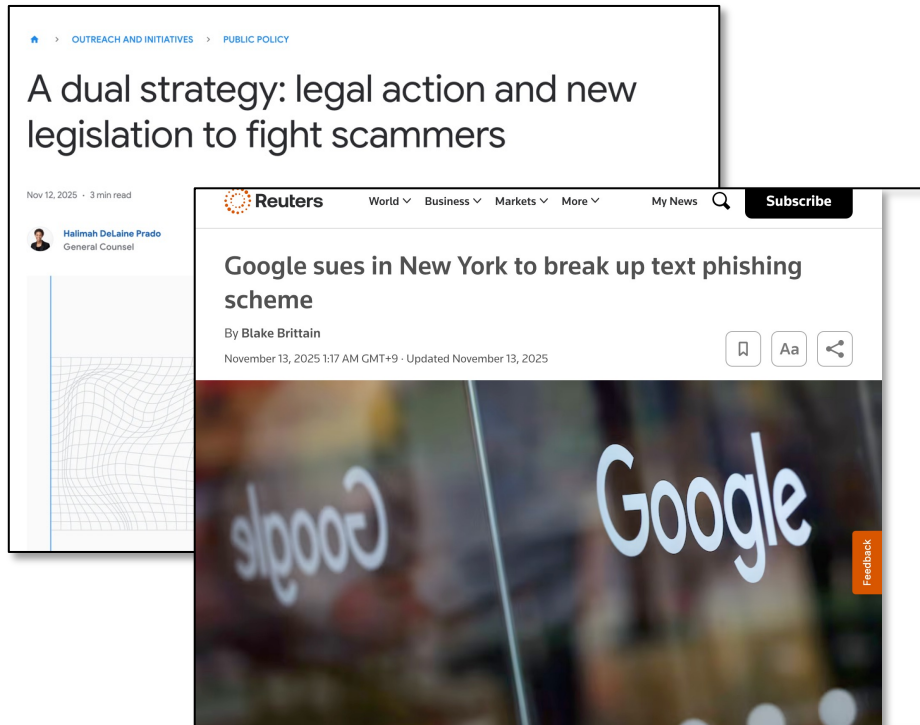 OUTREACH AND INITIATIVES > PUBLIC POLICY
A dual strategy: legal action and new
legislation to fight scammers
Nov 12, 2025 · 3 min read
Halimah DeLaine Prado
General Counsel
Reuters World Business Markets More My News Subscribe
Google sues in New York to break up text phishing
scheme
By Blake Brittain
November 13, 2025 1:17 AM GMT+9 · Updated November 13, 2025
Aa
Google Google
Feedback